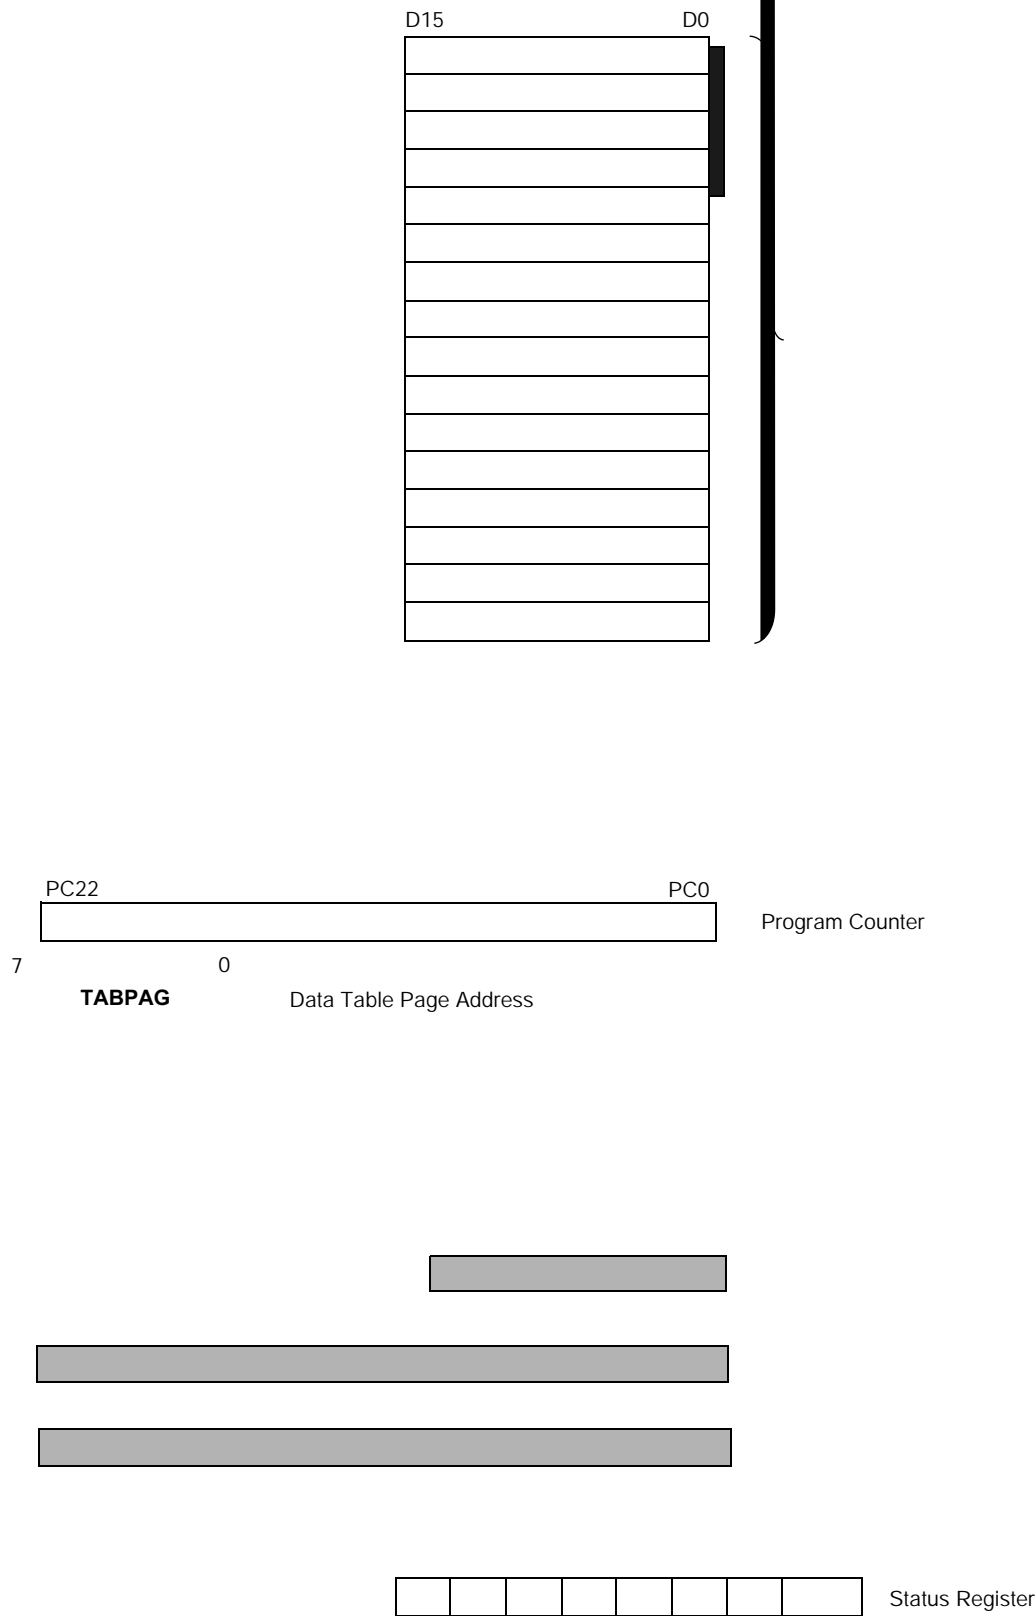 D15 D0
PC22 PC0
Program Counter
7 0
TABPAG Data Table Page Address
Status Register